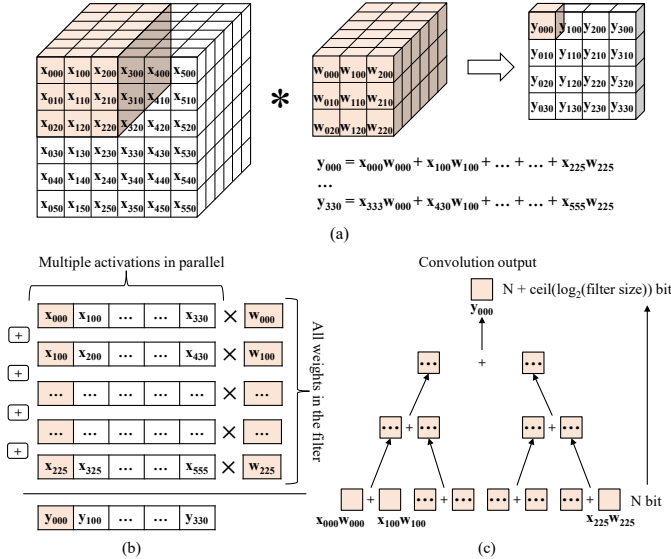 x000 x100 x200 x300 x400 x500
x010 x110 x210 x310 x410 x510
x020 x120 x220 x320 x420 x520
x030 x130 x230 x330 x430 x530
x040 x140 x240 x340 x440 x540
x050 x150 x250 x350 x450 x550
*
w000 w100 w200
w010 w110 w210
w020 w120 w220
y000 y100 y200 y300
y010 y110 y210 y310
y020 y120 y220 y320
y030 y130 y230 y330
y000 = x000w000 + x100w100 + ... + ... + x225w225
...
y330 = x333w000 + x430w100 + ... + ... + x555w225
(a)
Multiple activations in parallel
x000 x100 ... ... x330 × w000
+
x100 x200 ... ... x430 × w100
+
... ... ... ... ... × ...
+
... ... ... ... ... × ...
+
x225 x325 ... ... x555 × w225
All weights in the filter
y000 y100 ... ... y330
(b)
Convolution output
N + ceil(log2(filter size)) bit
y000
... + ...
... + ... ... + ...
+ ... + ... ... + ... ... + N bit
x000w000 x100w100 x225w225
(c)